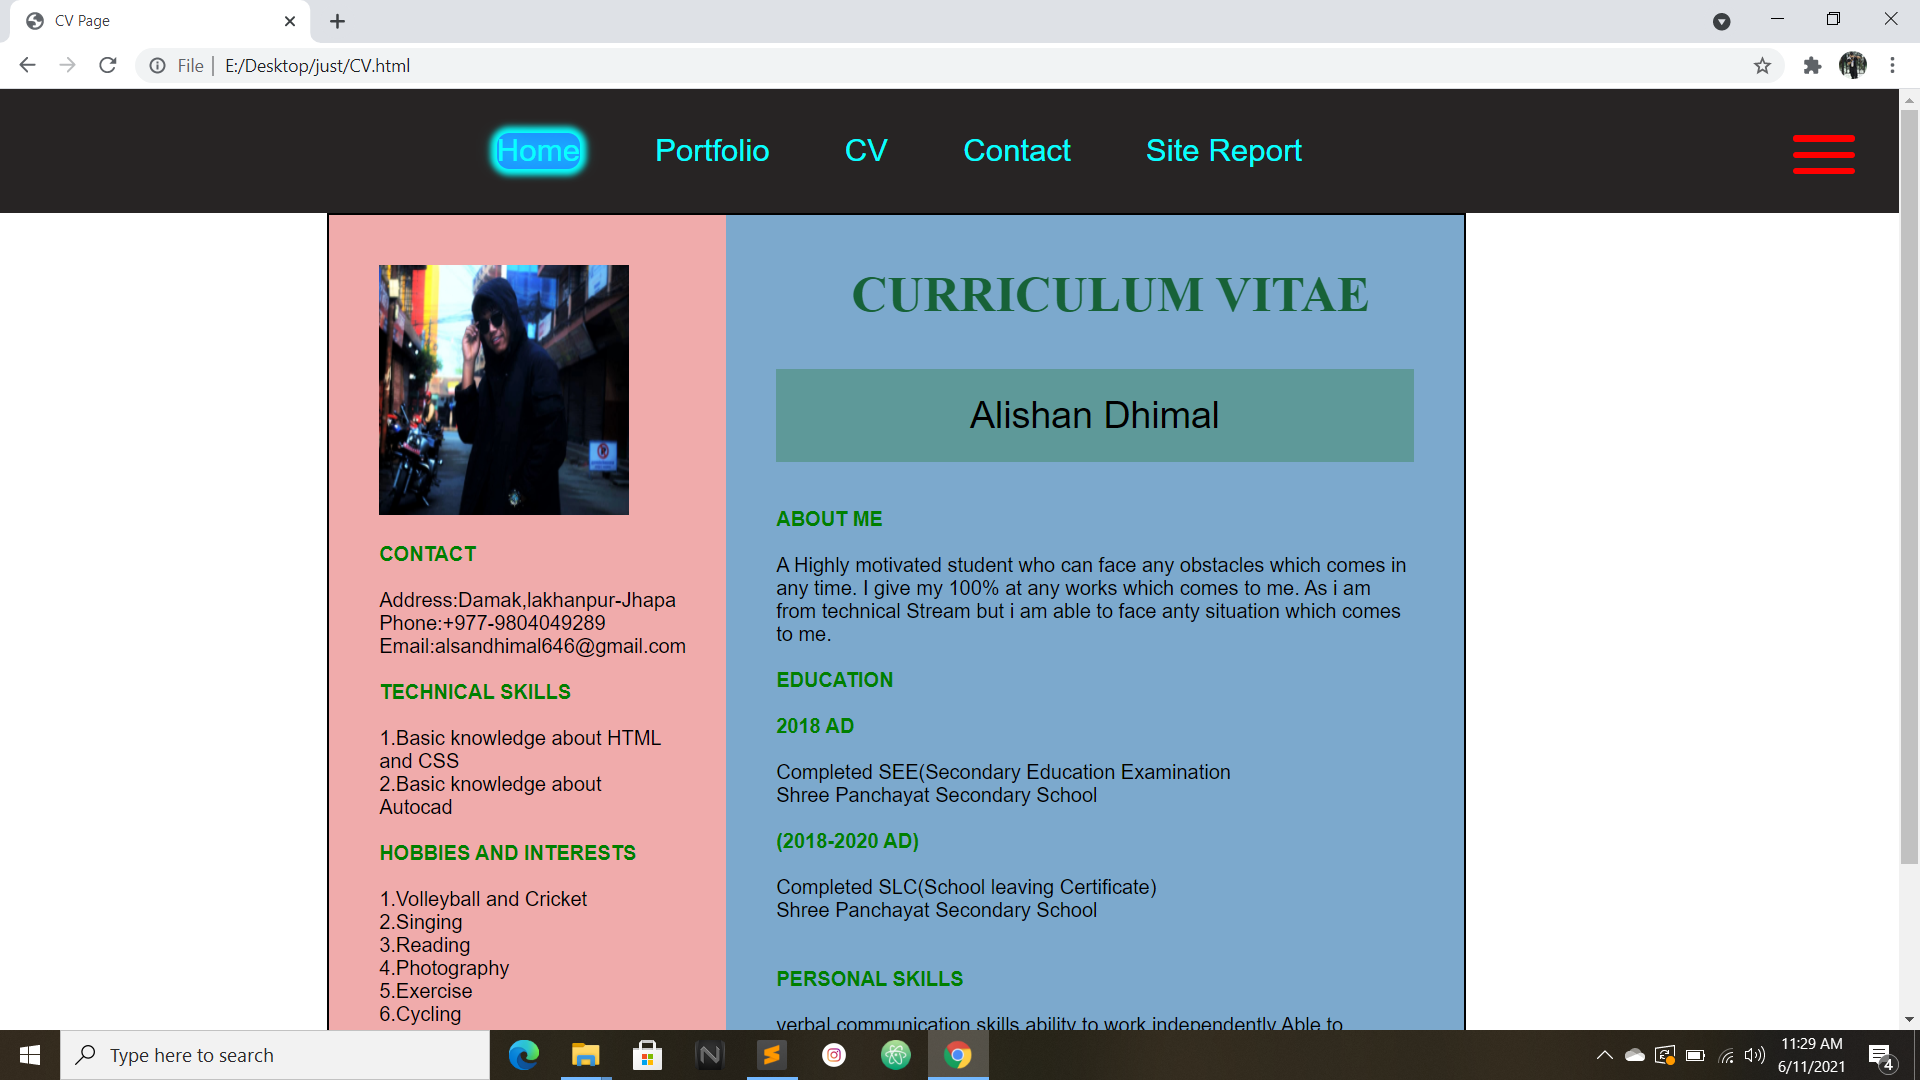 CV Page
File
E:/Desktop/just/CV.html
Home
Portfolio
CV
Contact
Site Report
CONTACT
Address:Damak,lakhanpur-Jhapa
Phone:+977-9804049289
Email:alsandhimal646@gmail.com
TECHNICAL SKILLS
1.Basic knowledge about HTML
and CSS
2.Basic knowledge about
Autocad
HOBBIES AND INTERESTS
1.Volleyball and Cricket
2.Singing
3.Reading
4.Photography
5.Exercise
6.Cycling
CURRICULUM VITAE
Alishan Dhimal
ABOUT ME
A Highly motivated student who can face any obstacles which comes in
any time. I give my 100% at any works which comes to me. As i am
from technical Stream but i am able to face anty situation which comes
to me.
EDUCATION
2018 AD
Completed SEE(Secondary Education Examination
Shree Panchayat Secondary School
(2018-2020 AD)
Completed SLC(School leaving Certificate)
Shree Panchayat Secondary School
PERSONAL SKILLS
verbal communication skills ability to work independently Able to
Type here to search
11:29 AM
6/11/2021
4